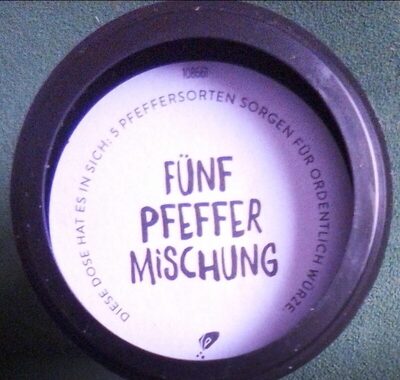 108561
DIESE DOSE HAT ES IN SICH: 5 PFEFFERSORTEN SORGEN FÜR ORDENTLICH WÜRZE.
FÜNF
PFEFFER
MiSCHUNG